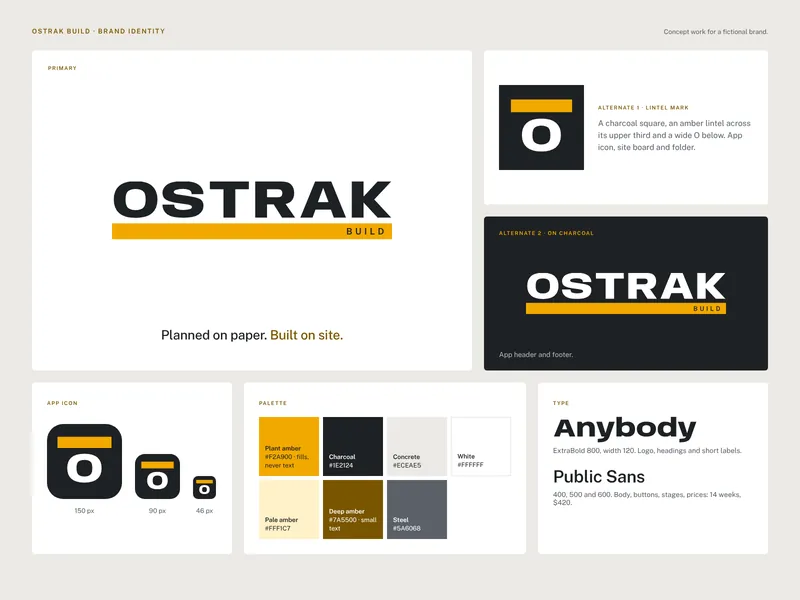 OSTRAK BUILD · BRAND IDENTITY
Concept work for a fictional brand.
PRIMARY
OSTRAK
BUILD
Planned on paper. Built on site.
O
ALTERNATE 1 · LINTEL MARK
A charcoal square, an amber lintel across
its upper third and a wide O below. App
icon, site board and folder.
ALTERNATE 2 · ON CHARCOAL
OSTRAK
BUILD
App header and footer.
APP ICON
O
O
O
150 px
90 px
46 px
PALETTE
Plant amber
#F2A900 · fills,
never text
Charcoal
#1E2124
Concrete
#ECEAE5
White
#FFFFFF
Pale amber
#FFF1C7
Deep amber
#7A5500 · small
text
Steel
#5A6068
TYPE
Anybody
ExtraBold 800, width 120. Logo, headings and short labels.
Public Sans
400, 500 and 600. Body, buttons, stages, prices: 14 weeks,
$420.